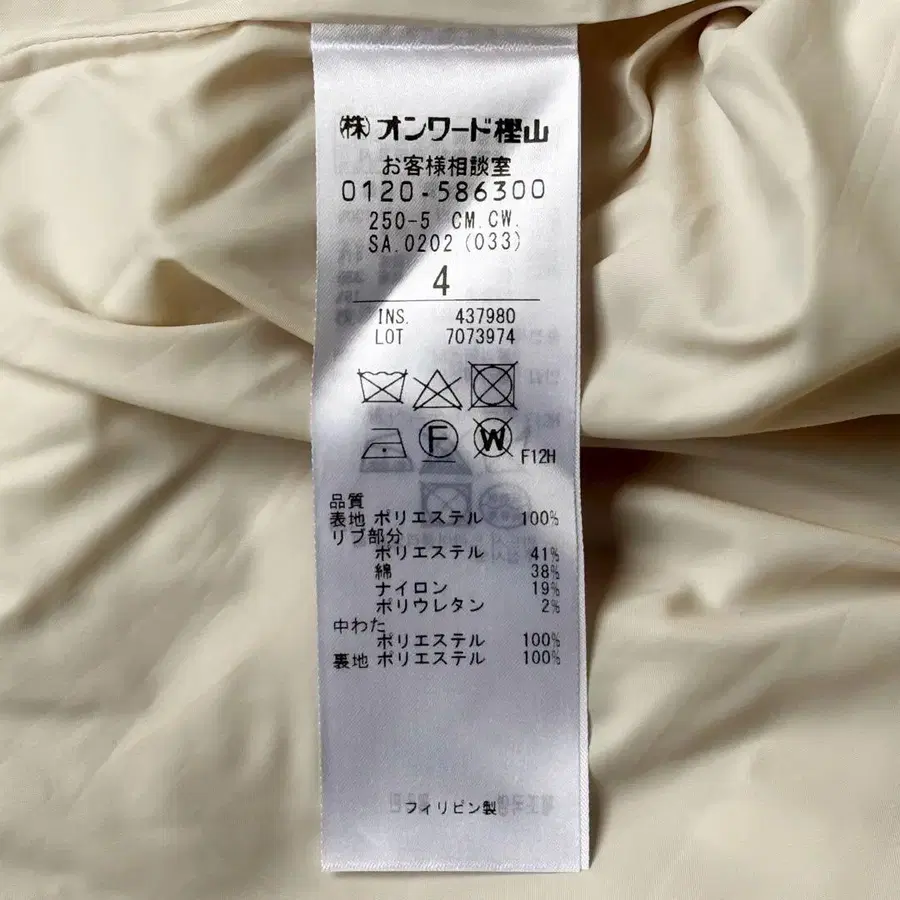 ㈱オンワード樫山
お客様相談室
0120-586300
250-5 CM.CW.
SA.0202(033)
4
INS. 437980
LOT 7073974
F W F12H
品質
表地 ポリエステル 100%
リブ部分
ポリエステル 41%
綿 38%
ナイロン 19%
ポリウレタン 2%
中わた
ポリエステル 100%
裏地 ポリエステル 100%
フィリピン製